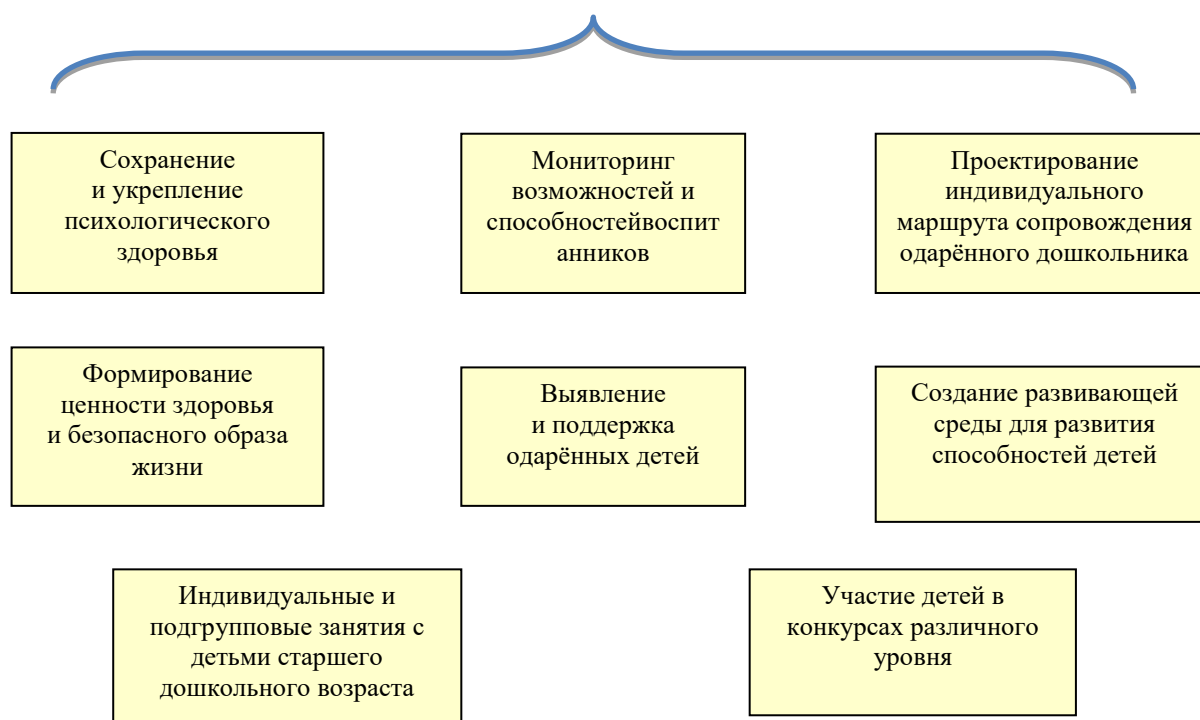 Сохранение
и укрепление
психологического
здоровья
Мониторинг
возможностей и
способностейвоспит
анников
Проектирование
индивидуального
маршрута сопровождения
одарённого дошкольника
Формирование
ценности здоровья
и безопасного образа
жизни
Выявление
и поддержка
одарённых детей
Создание развивающей
среды для развития
способностей детей
Индивидуальные и
подгрупповые занятия с
детьми старшего
дошкольного возраста
Участие детей в
конкурсах различного
уровня